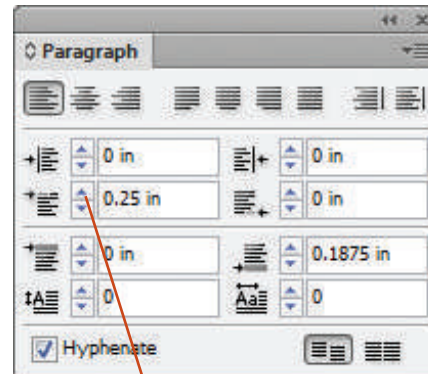 Paragraph
0 in 0 in
0.25 in 0 in
0 in 0.1875 in
0 0
Hyphenate